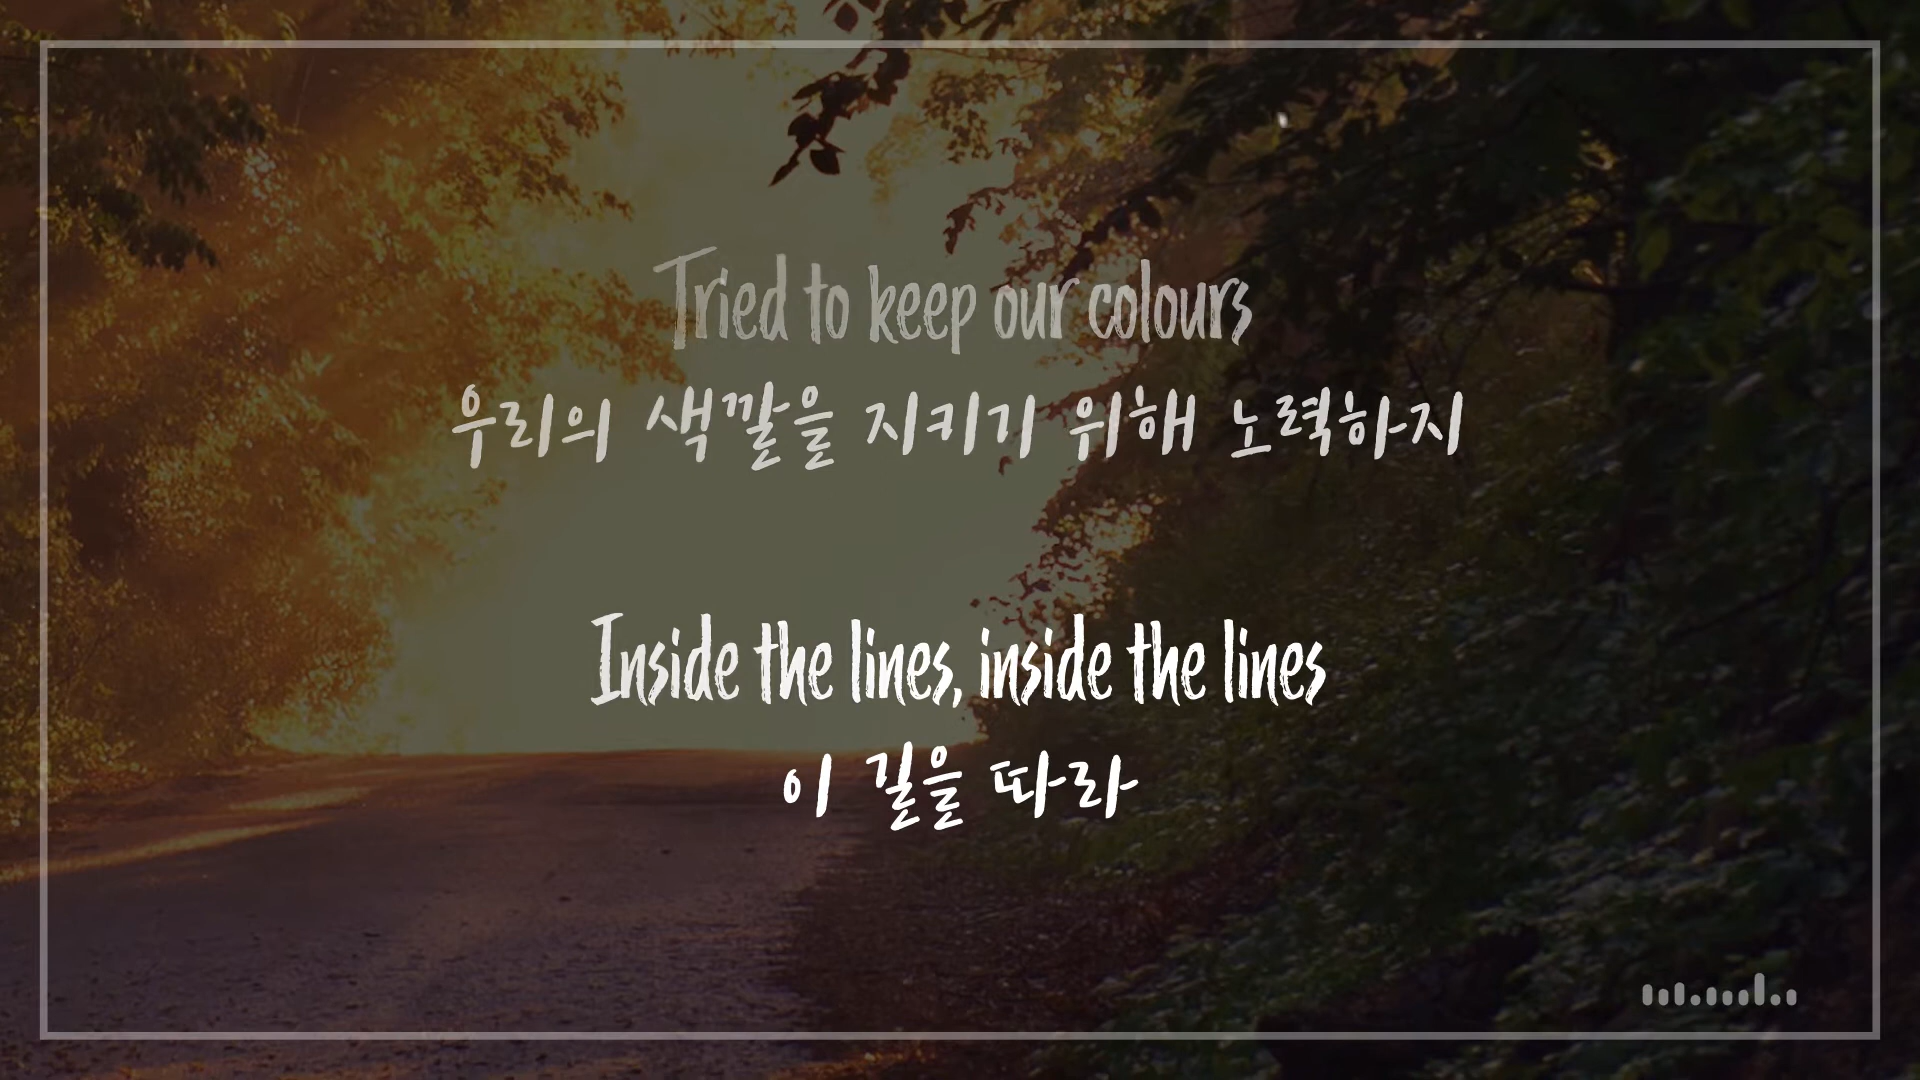 Tried to keep our colours
우리의 색깔을 지키기 위해 노력하지
Inside the lines, inside the lines
이 길을 따라